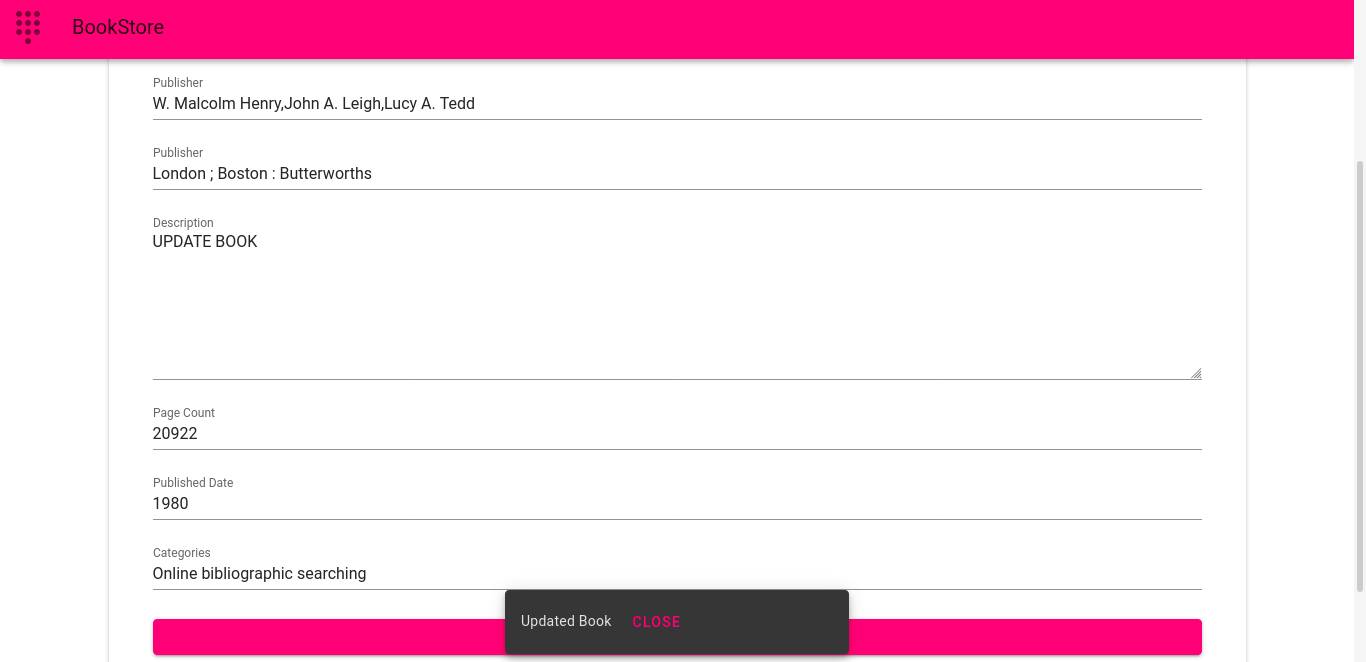 BookStore
Publisher
W. Malcolm Henry,John A. Leigh,Lucy A. Tedd
Publisher
London ; Boston : Butterworths
Description
UPDATE BOOK
Page Count
20922
Published Date
1980
Categories
Online bibliographic searching
Updated Book CLOSE